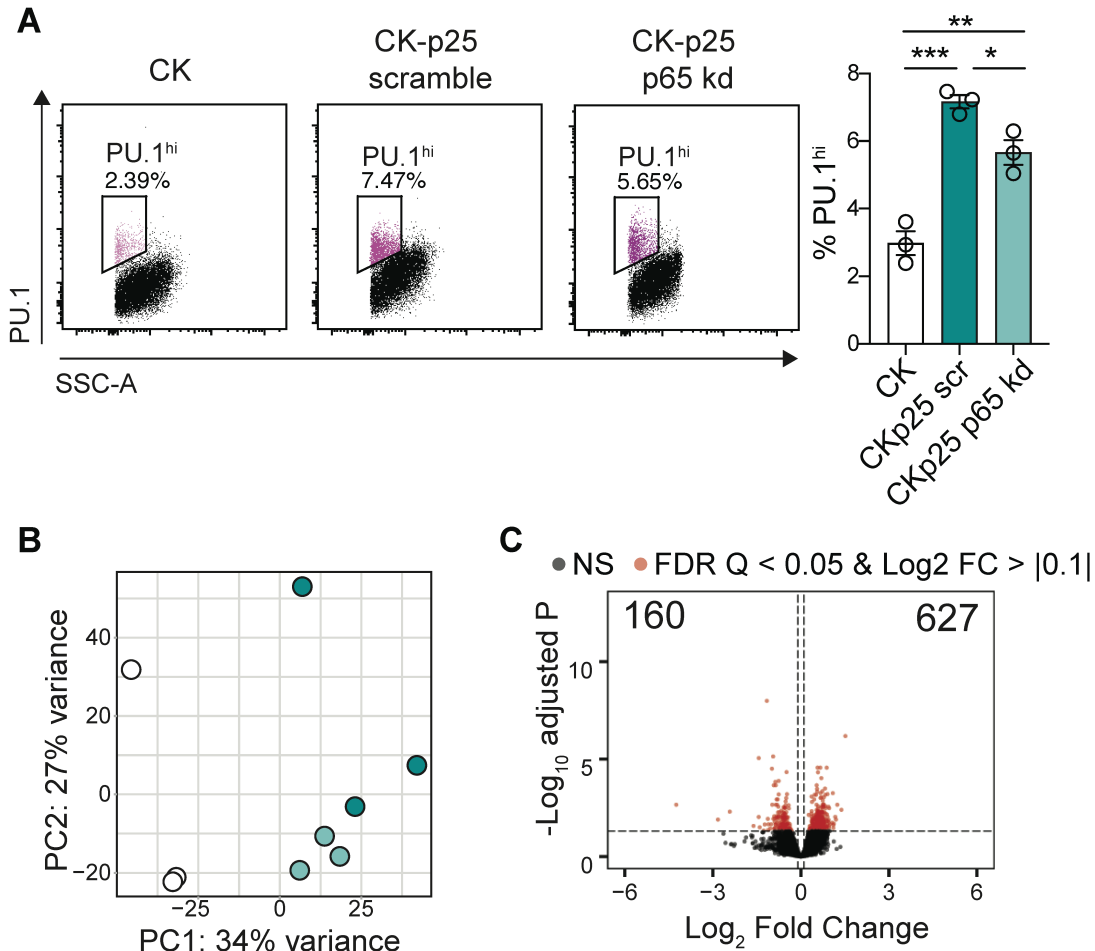 A
CK
CK-p25
scramble
CK-p25
p65 kd
PU.1hi
2.39%
PU.1hi
7.47%
PU.1hi
5.65%
PU.1
SSC-A
**
***
*
8
6
4
2
0
% PU.1hi
CK
CKp25 scr
CKp25 p65 kd
B
40
20
0
−20
PC2: 27% variance
−25
0
25
PC1: 34% variance
C
NS
FDR Q < 0.05 & Log2 FC > |0.1|
160
627
10
5
0
-Log10 adjusted P
−6
−3
0
3
6
Log2 Fold Change